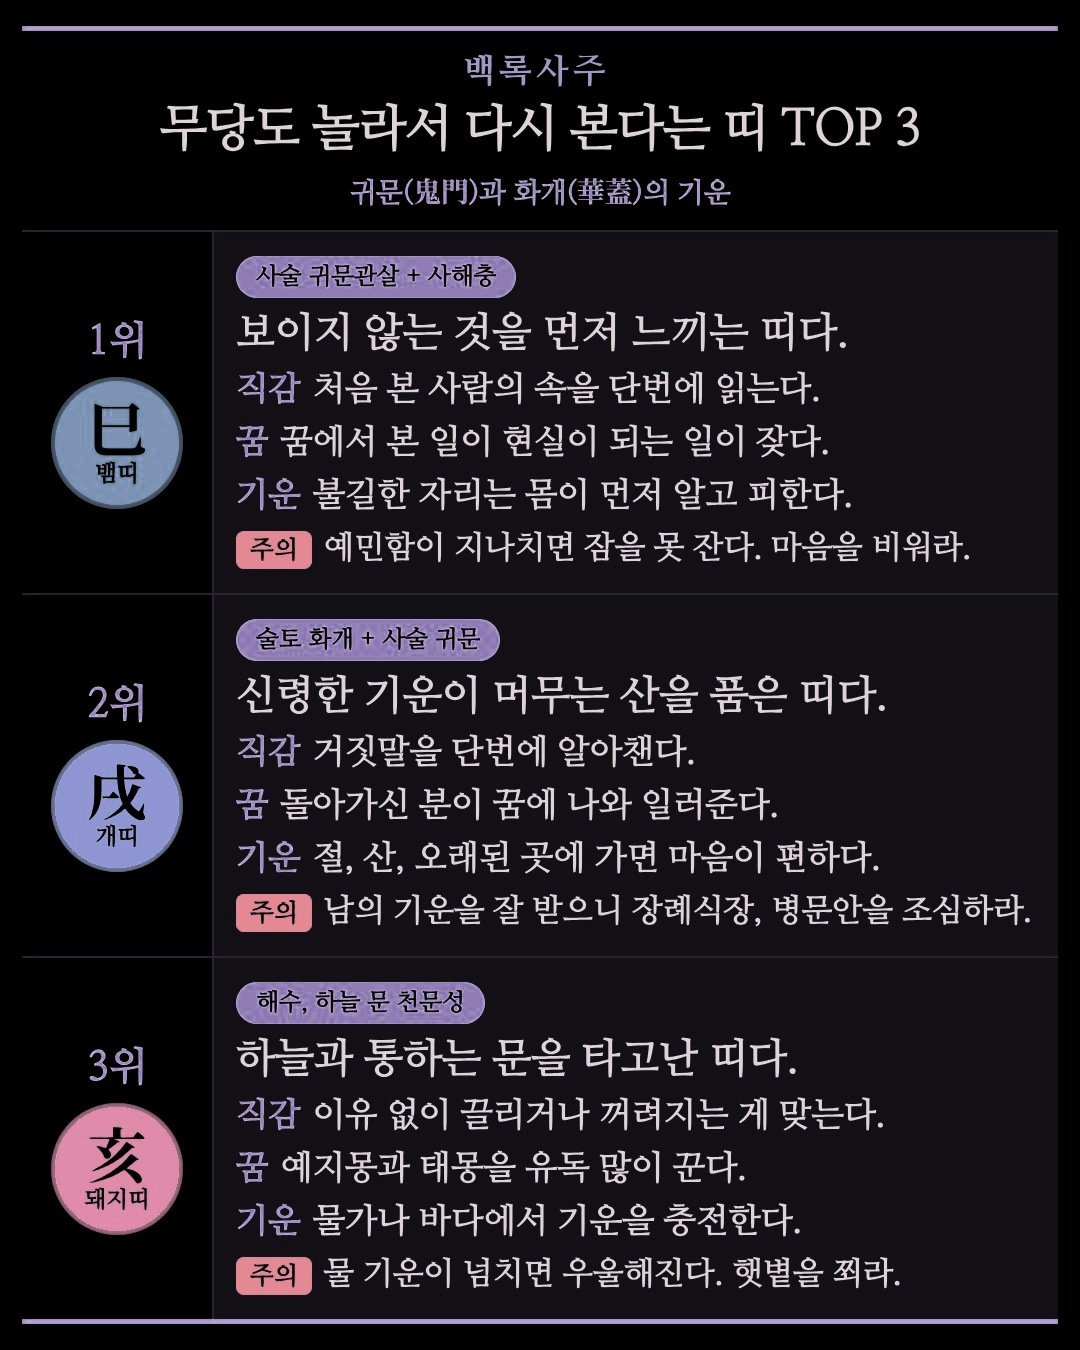 백록사주
무당도 놀라서 다시 본다는 띠 TOP 3
귀문(鬼門)과 화개(華蓋)의 기운
1위
巳
뱀띠
사술 귀문관살 + 사해충
보이지 않는 것을 먼저 느끼는 띠다.
직감 처음 본 사람의 속을 단번에 읽는다.
꿈 꿈에서 본 일이 현실이 되는 일이 잦다.
기운 불길한 자리는 몸이 먼저 알고 피한다.
주의 예민함이 지나치면 잠을 못 잔다. 마음을 비워라.
2위
戌
개띠
술토 화개 + 사술 귀문
신령한 기운이 머무는 산을 품은 띠다.
직감 거짓말을 단번에 알아챈다.
꿈 돌아가신 분이 꿈에 나와 일러준다.
기운 절, 산, 오래된 곳에 가면 마음이 편하다.
주의 남의 기운을 잘 받으니 장례식장, 병문안을 조심하라.
3위
亥
돼지띠
해수, 하늘 문 천문성
하늘과 통하는 문을 타고난 띠다.
직감 이유 없이 끌리거나 꺼려지는 게 맞는다.
꿈 예지몽과 태몽을 유독 많이 꾼다.
기운 물가나 바다에서 기운을 충전한다.
주의 물 기운이 넘치면 우울해진다. 햇볕을 쬐라.